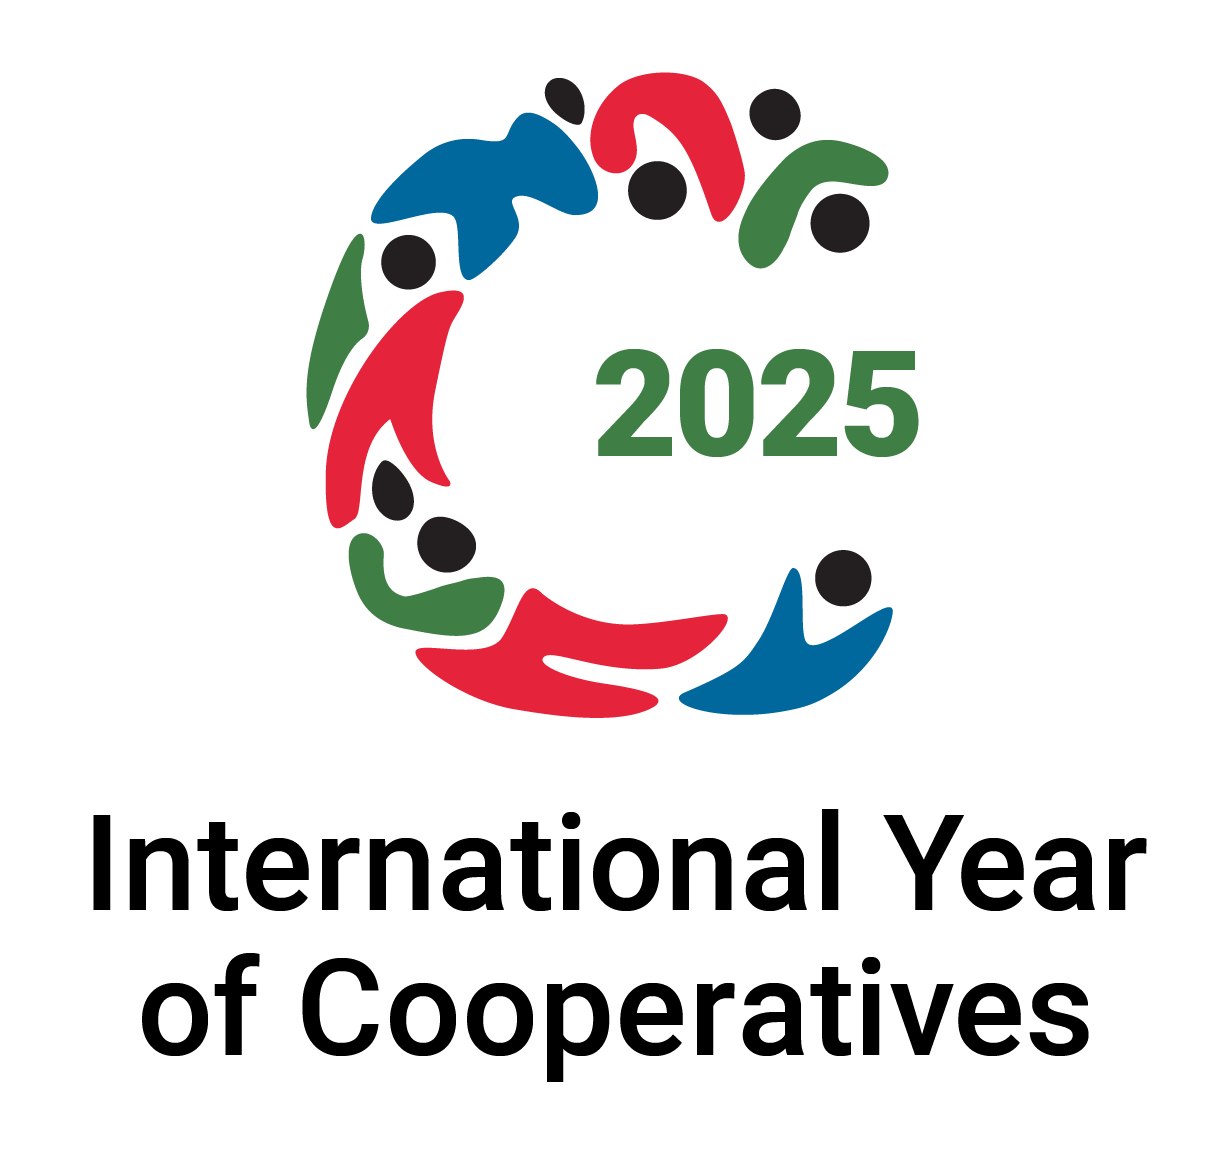 2025
International Year
of Cooperatives